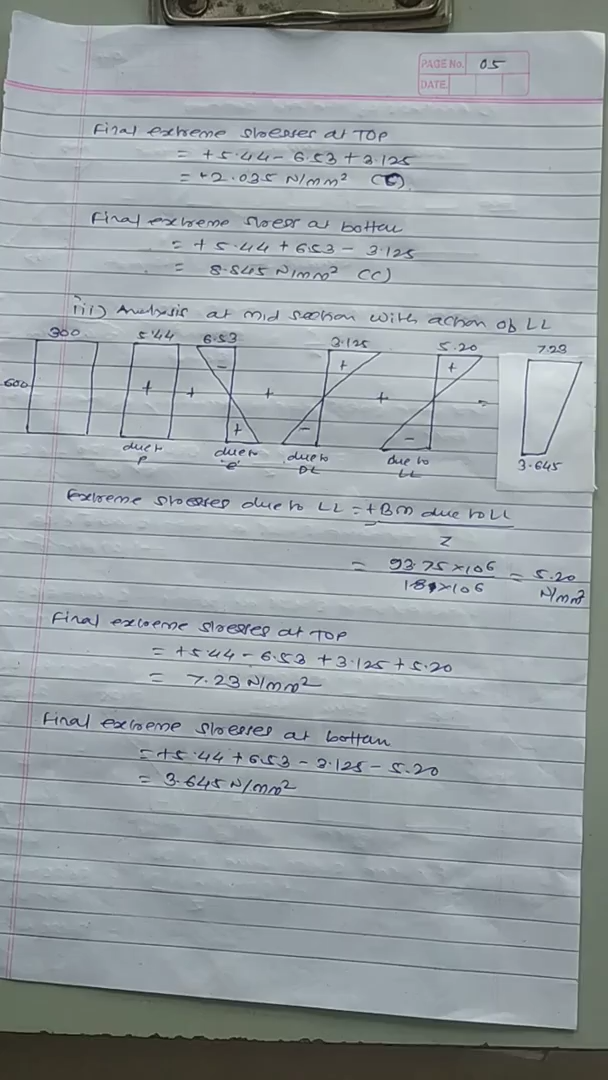 PAGE No. 05
DATE
Final extreme stresses at TOP
= +5.44 - 6.53 + 3.125
= +2.035 N/mm² (C)
Final extreme stress at bottom
= +5.44 + 6.53 - 3.125
= 8.845 N/mm² (C)
iii) Analysis at mid section with action of LL
300 5.44 6.53 3.125 5.20 7.23
600 + + - + + + + =
+ - -
due to P due to e due to DL due to LL 3.645
Extreme stresses due to LL = + BM due to LL
Z
= 93.75 × 10⁶ = 5.20
18 × 10⁶ N/mm²
Final extreme stresses at TOP
= +5.44 - 6.53 + 3.125 + 5.20
= 7.23 N/mm²
Final extreme stresses at bottom
= +5.44 + 6.53 - 3.125 - 5.20
= 3.645 N/mm²